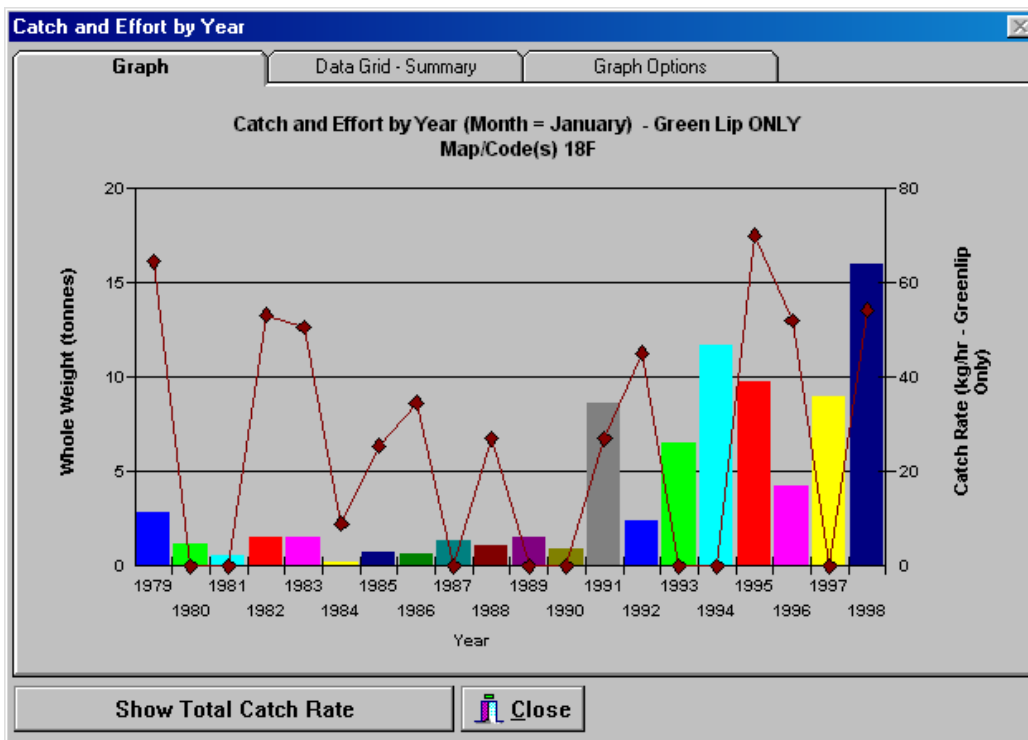 Catch and Effort by Year
Graph
Data Grid - Summary
Graph Options
Catch and Effort by Year (Month = January)  - Green Lip ONLY
Map/Code(s) 18F
Whole Weight (tonnes)
20
15
10
5
0
80
60
40
20
0
Catch Rate (kg/hr - Greenlip
Only)
1979 1981 1983 1985 1987 1989 1991 1993 1995 1997
1980 1982 1984 1986 1988 1990 1992 1994 1996 1998
Year
Show Total Catch Rate
Close